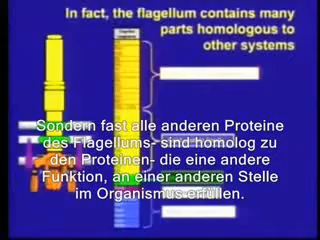 In fact, the flagellum contains many
parts homologous to
other systems
Sondern fast alle anderen Proteine
des Flagellums- sind homolog zu
den Proteinen- die eine andere
Funktion, an einer anderen Stelle
im Organismus erfüllen.